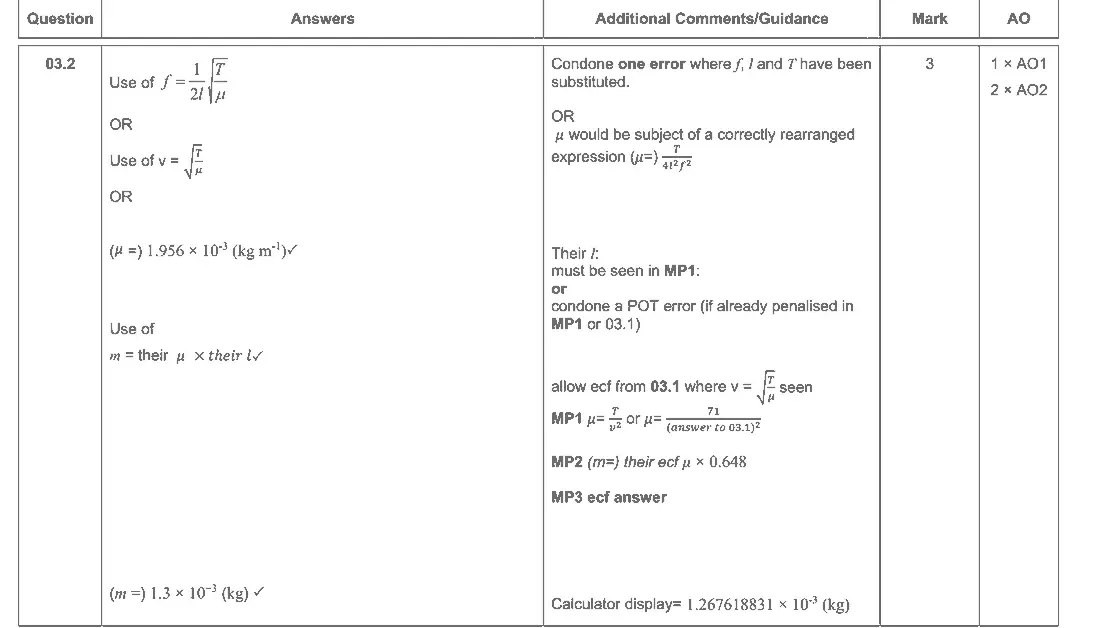 Question Answers Additional Comments/Guidance Mark AO
03.2
Use of f = 1/2l √T/μ
OR
Use of v = √T/μ
OR
(μ =) 1.956 × 10⁻³ (kg m⁻¹)✓
Use of
m = their μ × their l✓
(m =) 1.3 × 10⁻³ (kg) ✓
Condone one error where f, l and T have been
substituted.
OR
μ would be subject of a correctly rearranged
expression (μ=) T/4l²f²
Their l:
must be seen in MP1:
or
condone a POT error (if already penalised in
MP1 or 03.1)
allow ecf from 03.1 where v = √T/μ seen
MP1 μ= T/v² or μ= 71/(answer to 03.1)²
MP2 (m=) their ecf μ × 0.648
MP3 ecf answer
Calculator display= 1.267618831 × 10⁻³ (kg)
3
1 × AO1
2 × AO2